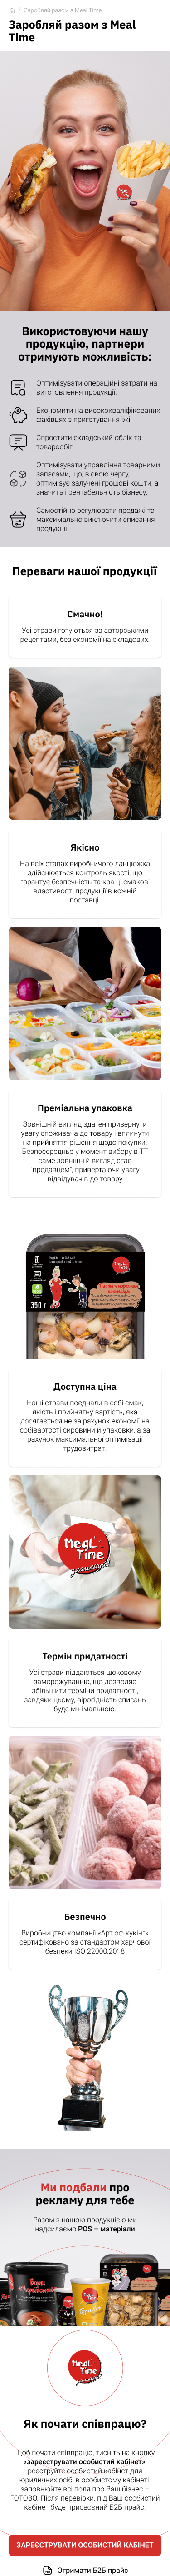 / Заробляй разом з Meal Time
Заробляй разом з Meal
Time
Використовуючи нашу
продукцію, партнери
отримують можливість:
Оптимізувати операційні затрати на
виготовлення продукції.
Економити на висококваліфікованих
фахівцях з приготування їжі.
Спростити складський облік та
товарообіг.
Оптимізувати управління товарними
запасами, що, в свою чергу,
оптимізує залучені грошові кошти, а
значить і рентабельність бізнесу.
Самостійно регулювати продажі та
максимально виключити списання
продукції.
Переваги нашої продукції
Смачно!
Усі страви готуються за авторськими
рецептами, без економії на складових.
Якісно
На всіх етапах виробничого ланцюжка
здійснюється контроль якості, що
гарантує безпечність та кращі смакові
властивості продукції в кожній
поставці.
Преміальна упаковка
Зовнішній вигляд здатен привернути
увагу споживача до товару і вплинути
на прийняття рішення щодо покупки.
Безпосередньо у момент вибору в ТТ
саме зовнішній вигляд стає
"продавцем", привертаючи увагу
відвідувачів до товару
Meal
Time
350 г
Доступна ціна
Наші страви поєднали в собі смак,
якість і прийнятну вартість, яка
досягається не за рахунок економії на
собівартості сировини й упаковки, а за
рахунок максимальної оптимізації
трудовитрат.
Meal
Time
Термін придатності
Усі страви піддаються шоковому
заморожуванню, що дозволяє
збільшити терміни придатності,
завдяки цьому, вірогідність списань
буде мінімальною.
Безпечно
Виробництво компанії «Арт оф кукінг»
сертифіковано за стандартом харчової
безпеки ISO 22000:2018
Ми подбали про
рекламу для тебе
Разом з нашою продукцією ми
надсилаємо POS – матеріали
Борщ
Український
Meal
Time
Як почати співпрацю?
Щоб почати співпрацю, тисніть на кнопку
«зареєструвати особистий кабінет»,
реєструйте особистий кабінет для
юридичних осіб, в особистому кабінеті
заповнюйте всі поля про Ваш бізнес –
ГОТОВО. Після перевірки, під Ваш особистий
кабінет буде присвоєний Б2Б прайс.
ЗАРЕЄСТРУВАТИ ОСОБИСТИЙ КАБІНЕТ
Отримати Б2Б прайс